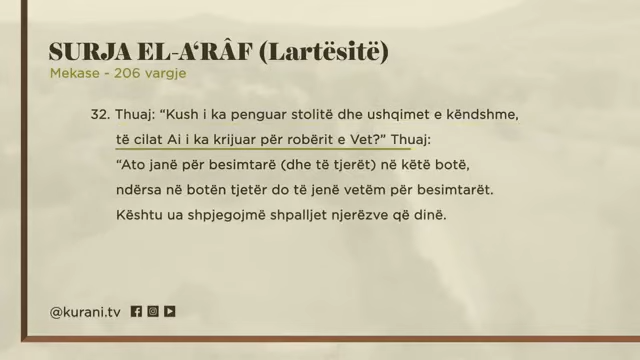 SURJA EL-A‘RÂF (Lartësitë)
Mekase - 206 vargje
32. Thuaj: “Kush i ka penguar stolitë dhe ushqimet e këndshme,
të cilat Ai i ka krijuar për robërit e Vet?” Thuaj:
“Ato janë për besimtarë (dhe të tjerët) në këtë botë,
ndërsa në botën tjetër do të jenë vetëm për besimtarët.
Kështu ua shpjegojmë shpalljet njerëzve që dinë.
@kurani.tv